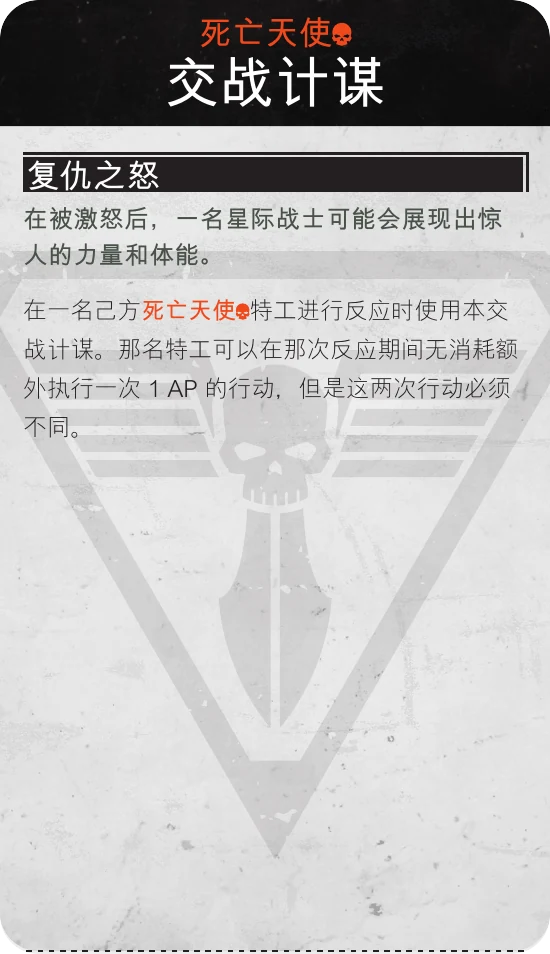 死亡天使
交战计谋
复仇之怒
在被激怒后，一名星际战士可能会展现出惊
人的力量和体能。
在一名己方死亡天使特工进行反应时使用本交
战计谋。那名特工可以在那次反应期间无消耗额
外执行一次 1 AP 的行动，但是这两次行动必须
不同。